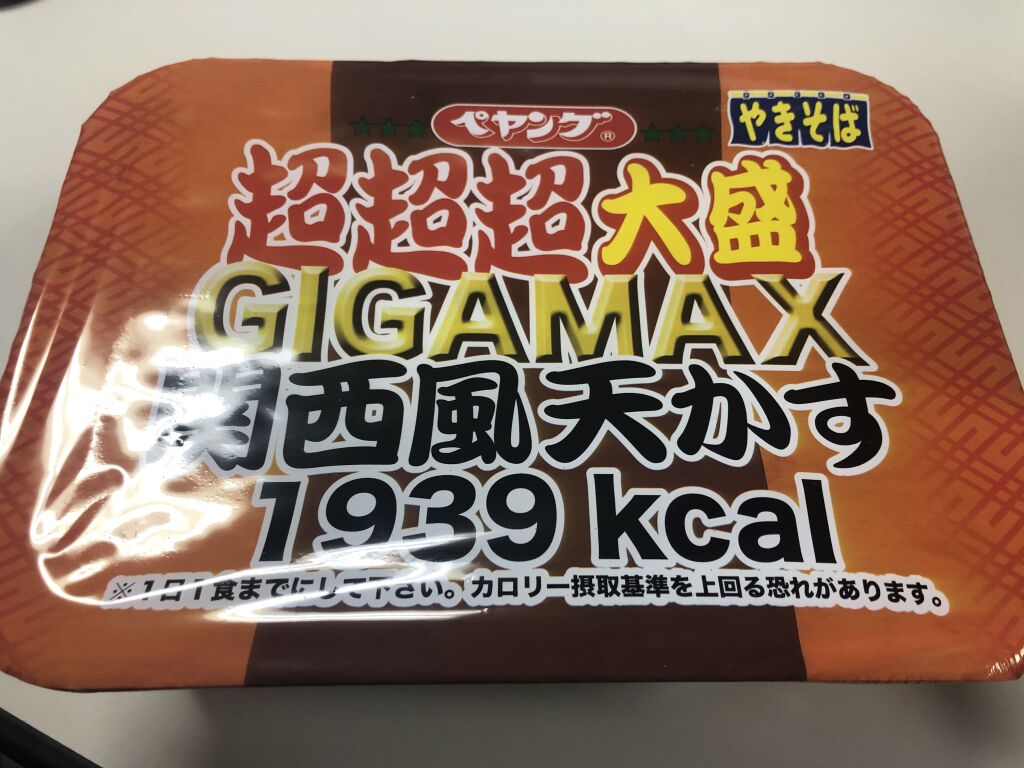 ペヤング®
やきそば
超超超大盛
GIGAMAX
関西風天かす
1939 kcal
※1日1食までにして下さい。カロリー摂取基準を上回る恐れがあります。